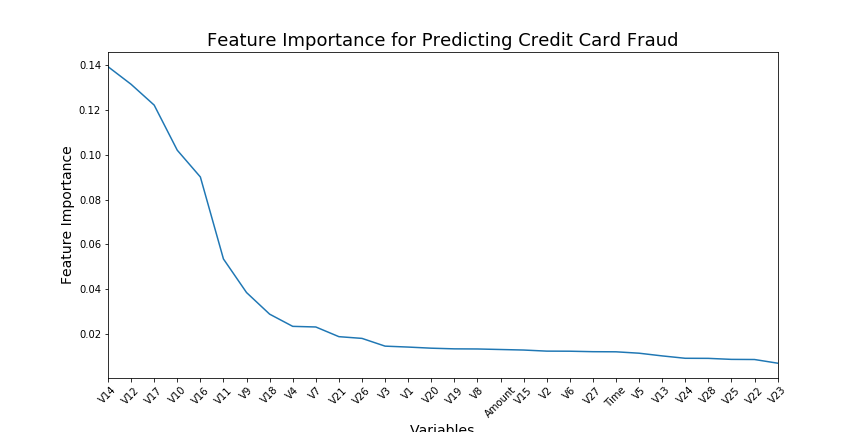 Feature Importance for Predicting Credit Card Fraud
0.14
0.12
0.10
0.08
0.06
0.04
0.02
Feature Importance
V14 V12 V17 V10 V16 V11 V9 V18 V4 V7 V21 V26 V3 V1 V20 V19 V8 Amount V15 V2 V6 V27 Time V5 V13 V24 V28 V25 V22 V23
Variables